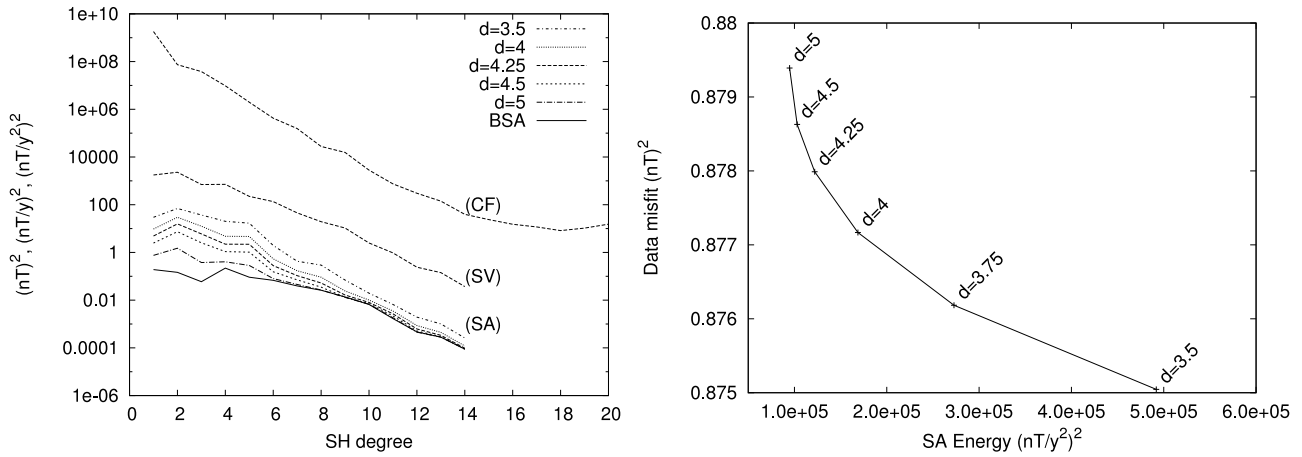 1e+10
1e+08
1e+06
10000
100
1
0.01
0.0001
1e-06
(nT)², (nT/y)², (nT/y²)²
d=3.5
d=4
d=4.25
d=4.5
d=5
BSA
(CF)
(SV)
(SA)
0 2 4 6 8 10 12 14 16 18 20
SH degree
0.88
0.879
0.878
0.877
0.876
0.875
Data misfit (nT)²
d=5
d=4.5
d=4.25
d=4
d=3.75
d=3.5
1.0e+05 2.0e+05 3.0e+05 4.0e+05 5.0e+05 6.0e+05
SA Energy (nT/y²)²